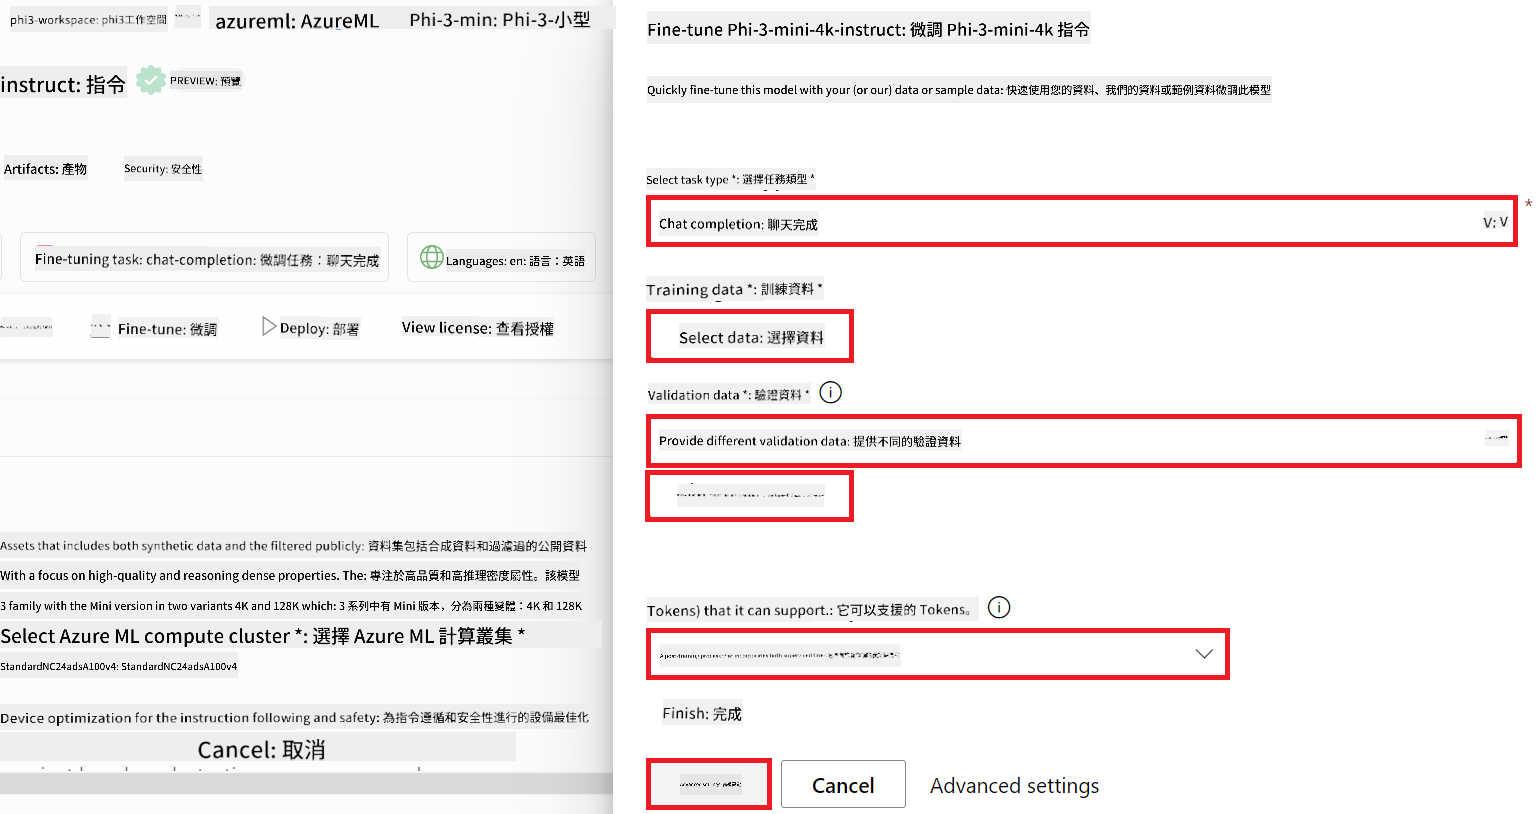 phi3-workspace: phi3工作空間
azureml: AzureML
Phi-3-min: Phi-3-小型
instruct: 指令
PREVIEW: 預覽
Artifacts: 產物
Security: 安全性
Fine-tuning task: chat-completion: 微調任務：聊天完成
Languages: en: 語言：英語
Fine-tune: 微調
Deploy: 部署
View license: 查看授權
Assets that includes both synthetic data and the filtered publicly: 資料集包括合成資料和過濾過的公開資料
With a focus on high-quality and reasoning dense properties. The: 專注於高品質和高推理密度屬性。該模型
3 family with the Mini version in two variants 4K and 128K which: 3 系列中有 Mini 版本，分為兩種變體：4K 和 128K
Select Azure ML compute cluster *: 選擇 Azure ML 計算叢集 *
StandardNC24adsA100v4: StandardNC24adsA100v4
Device optimization for the instruction following and safety: 為指令遵循和安全性進行的設備最佳化
Cancel: 取消
Fine-tune Phi-3-mini-4k-instruct: 微調 Phi-3-mini-4k 指令
Quickly fine-tune this model with your (or our) data or sample data: 快速使用您的資料、我們的資料或範例資料微調此模型
Select task type *: 選擇任務類型 *
*
Chat completion: 聊天完成
V: V
Training data *: 訓練資料 *
Select data: 選擇資料
Validation data *: 驗證資料 *
Provide different validation data: 提供不同的驗證資料
Tokens) that it can support.: 它可以支援的 Tokens。
A post-training process that incorporates both supervised fine:
Finish: 完成
Cancel
Advanced settings